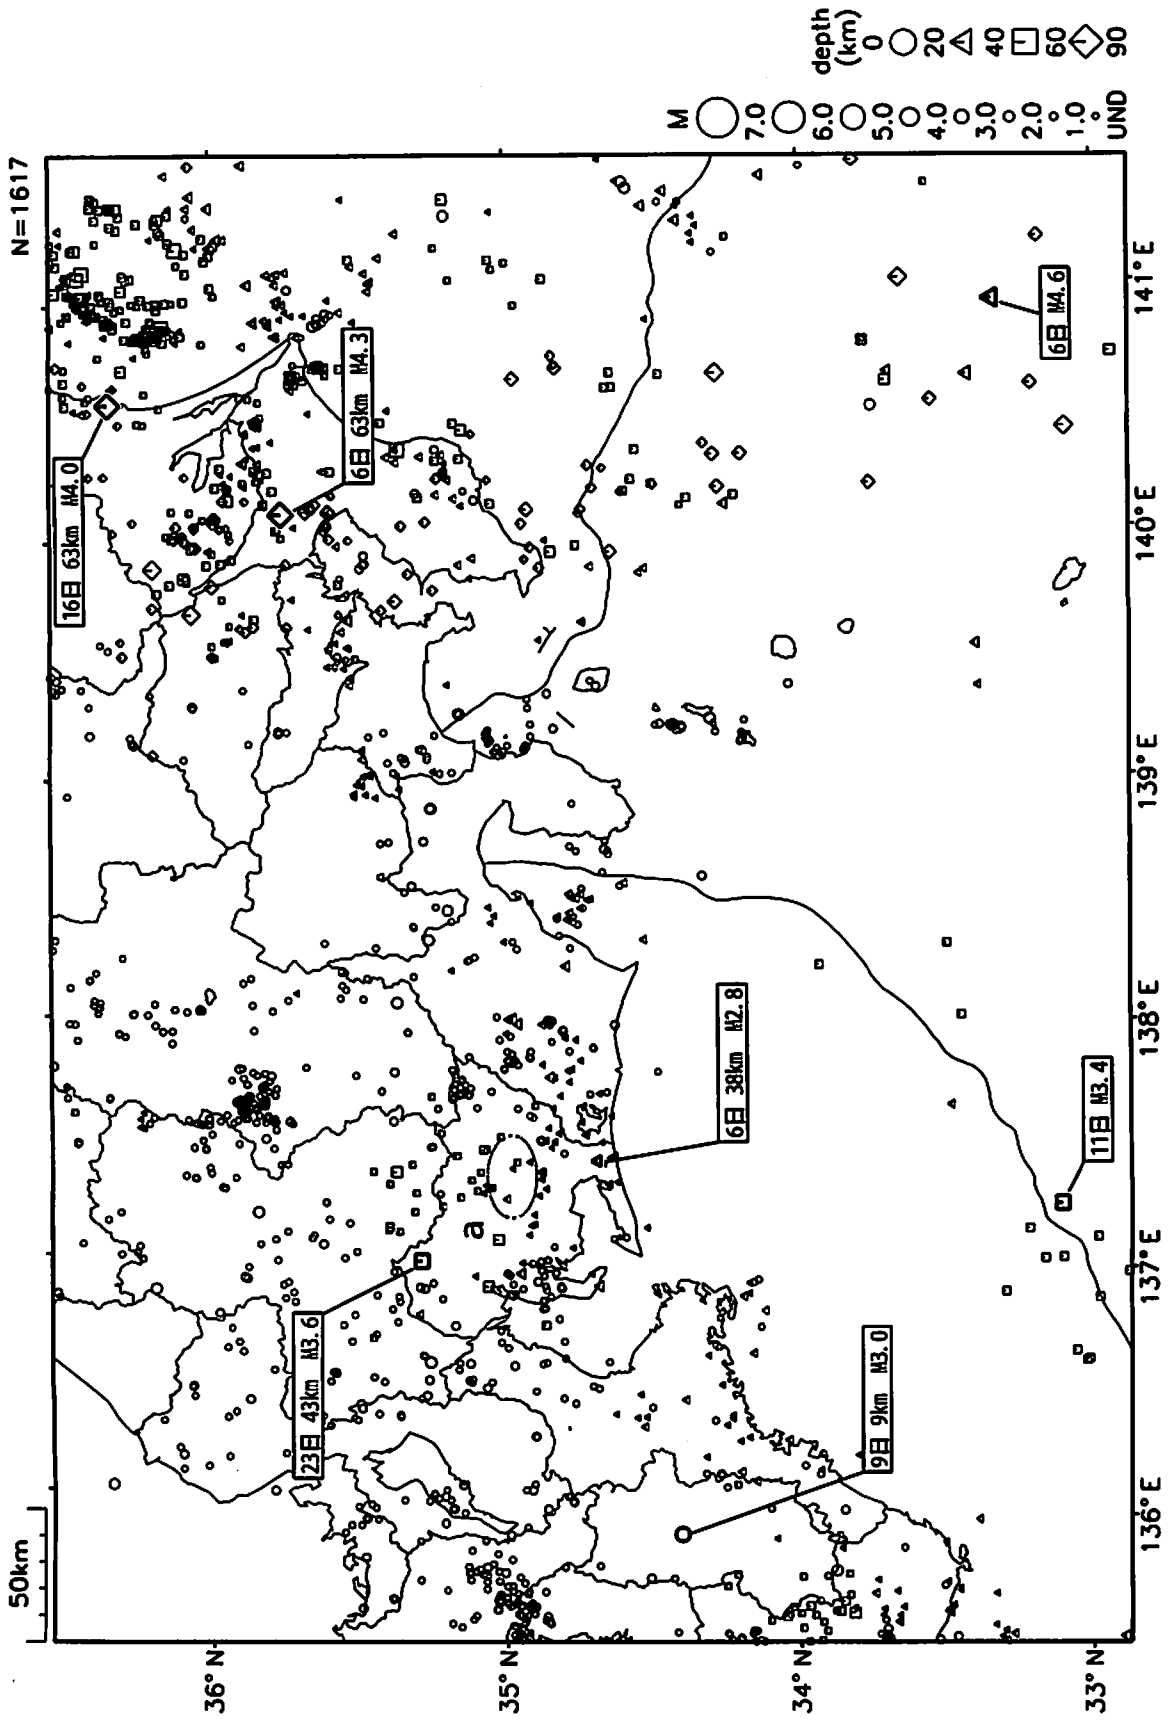 50km
N=1617
36°N
35°N
34°N
33°N
136°E
137°E
138°E
139°E
140°E
141°E
16日 63km M4.0
6日 63km M4.3
6日 M4.6
23日 43km M3.6
a
6日 38km M2.8
11日 M3.4
9日 9km M3.0
M
7.0
6.0
5.0
4.0
3.0
2.0
1.0
UND
depth
(km)
0
20
40
60
90